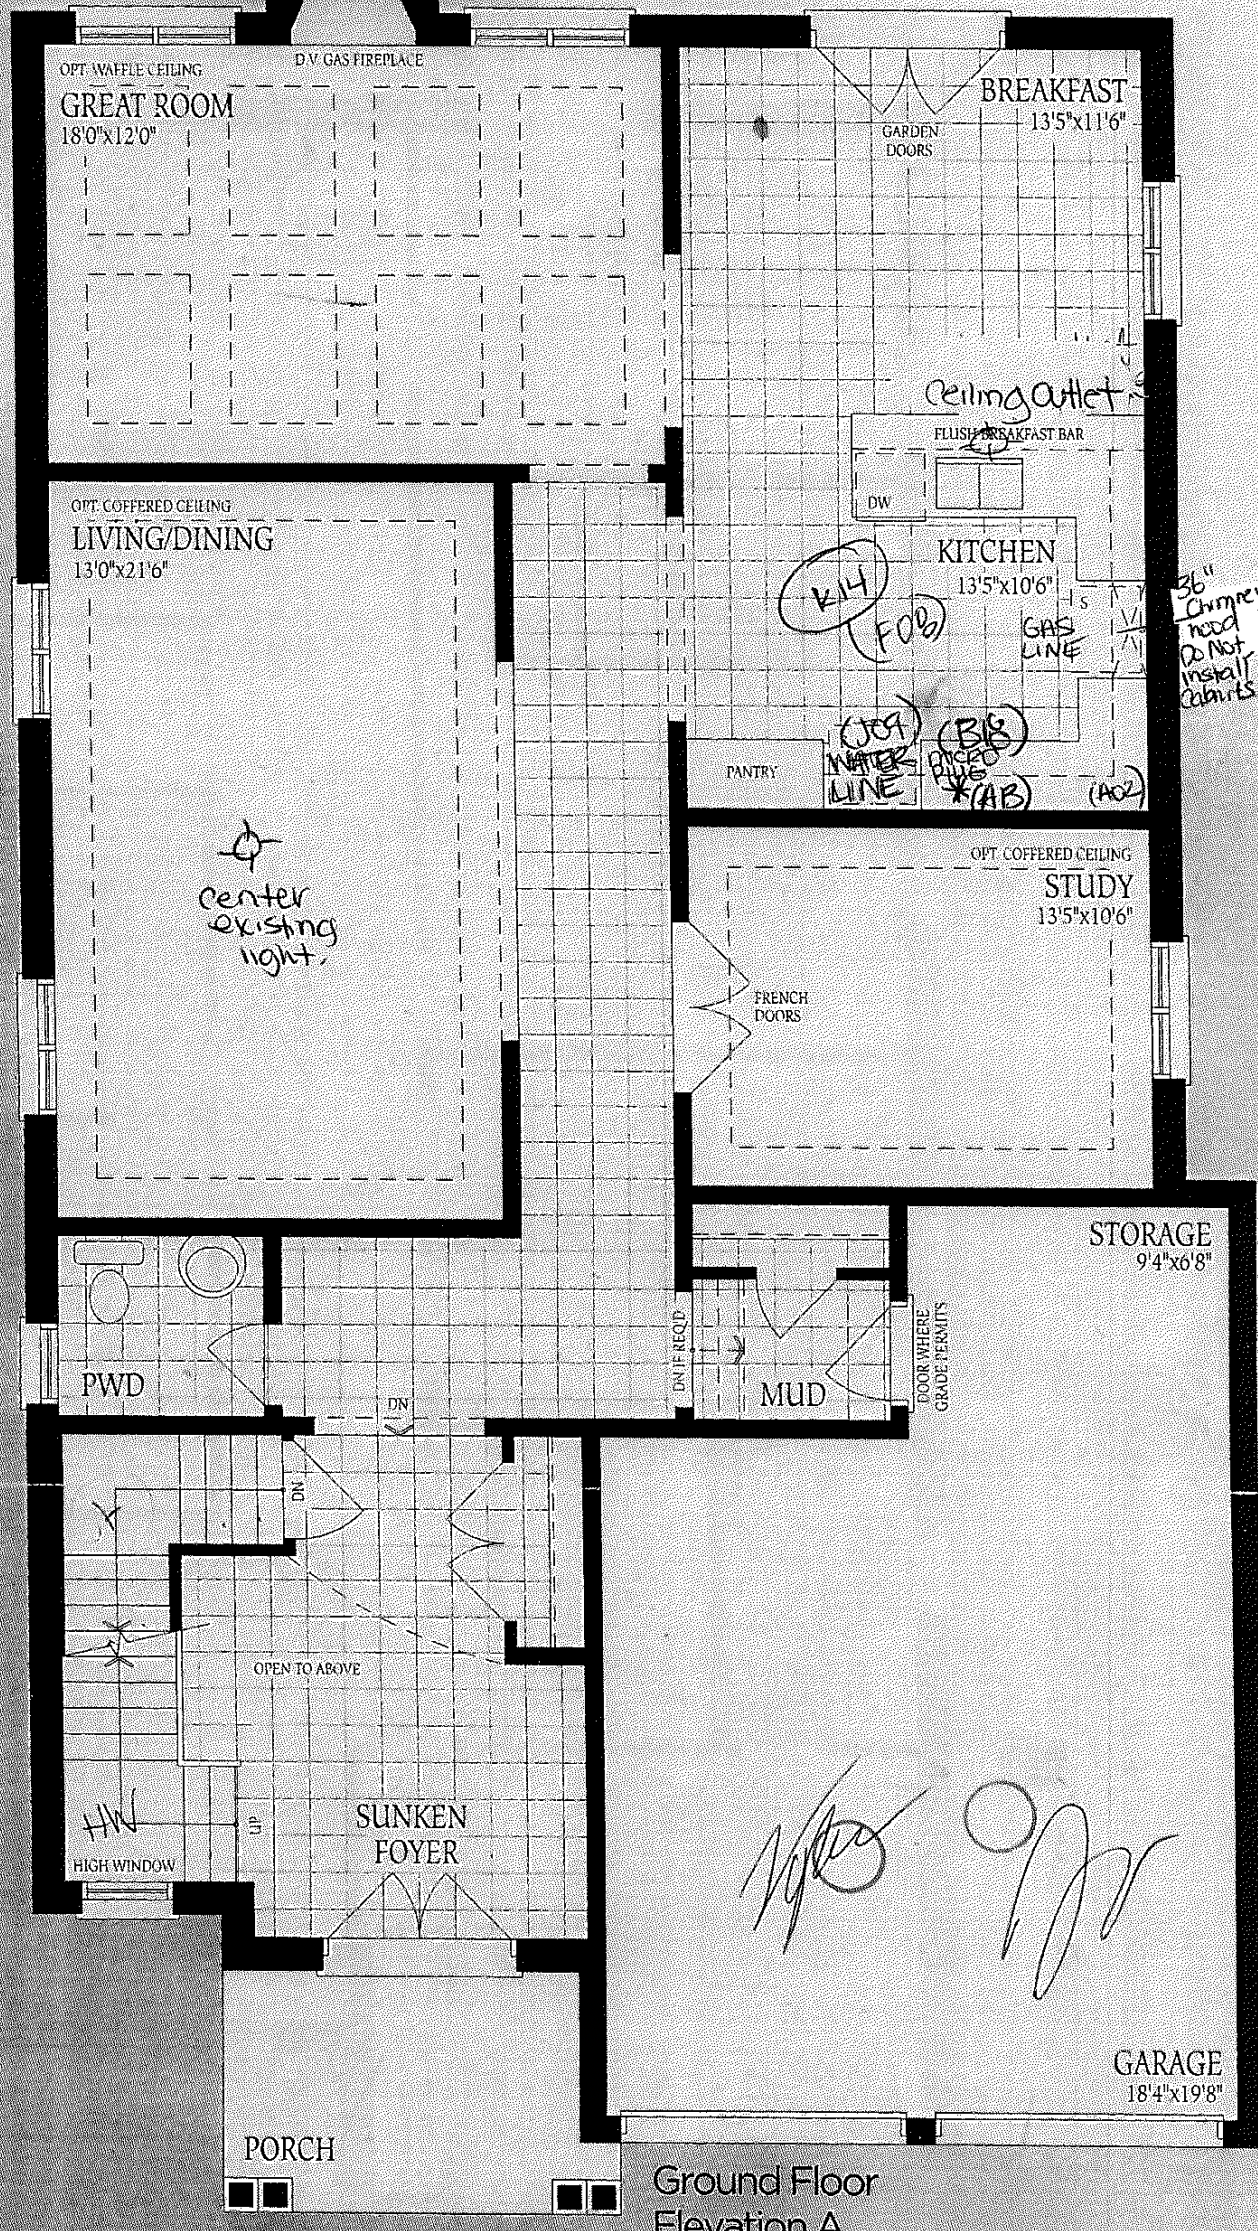 OPT. WAFFLE CEILING
GREAT ROOM
18'0"x12'0"
D.V. GAS FIREPLACE
BREAKFAST
13'5"x11'6"
GARDEN
DOORS
Ceiling Outlet
FLUSH BREAKFAST BAR
DW
KITCHEN
13'5"x10'6"
K14
S
GAS
LINE
36"
Chimney
hood
Do Not
install
Cabinets
(J09)
WATER
LINE
(B18)
MICRO
PLUG
*(AB)
(A02)
PANTRY
OPT. COFFERED CEILING
LIVING/DINING
13'0"x21'6"
center
existing
light.
OPT. COFFERED CEILING
STUDY
13'5"x10'6"
FRENCH
DOORS
STORAGE
9'4"x6'8"
PWD
DN
DN IF REQ'D
MUD
DOOR WHERE
GRADE PERMITS
DN
OPEN TO ABOVE
HW
UP
HIGH WINDOW
SUNKEN
FOYER
GARAGE
18'4"x19'8"
PORCH
Ground Floor
Elevation A